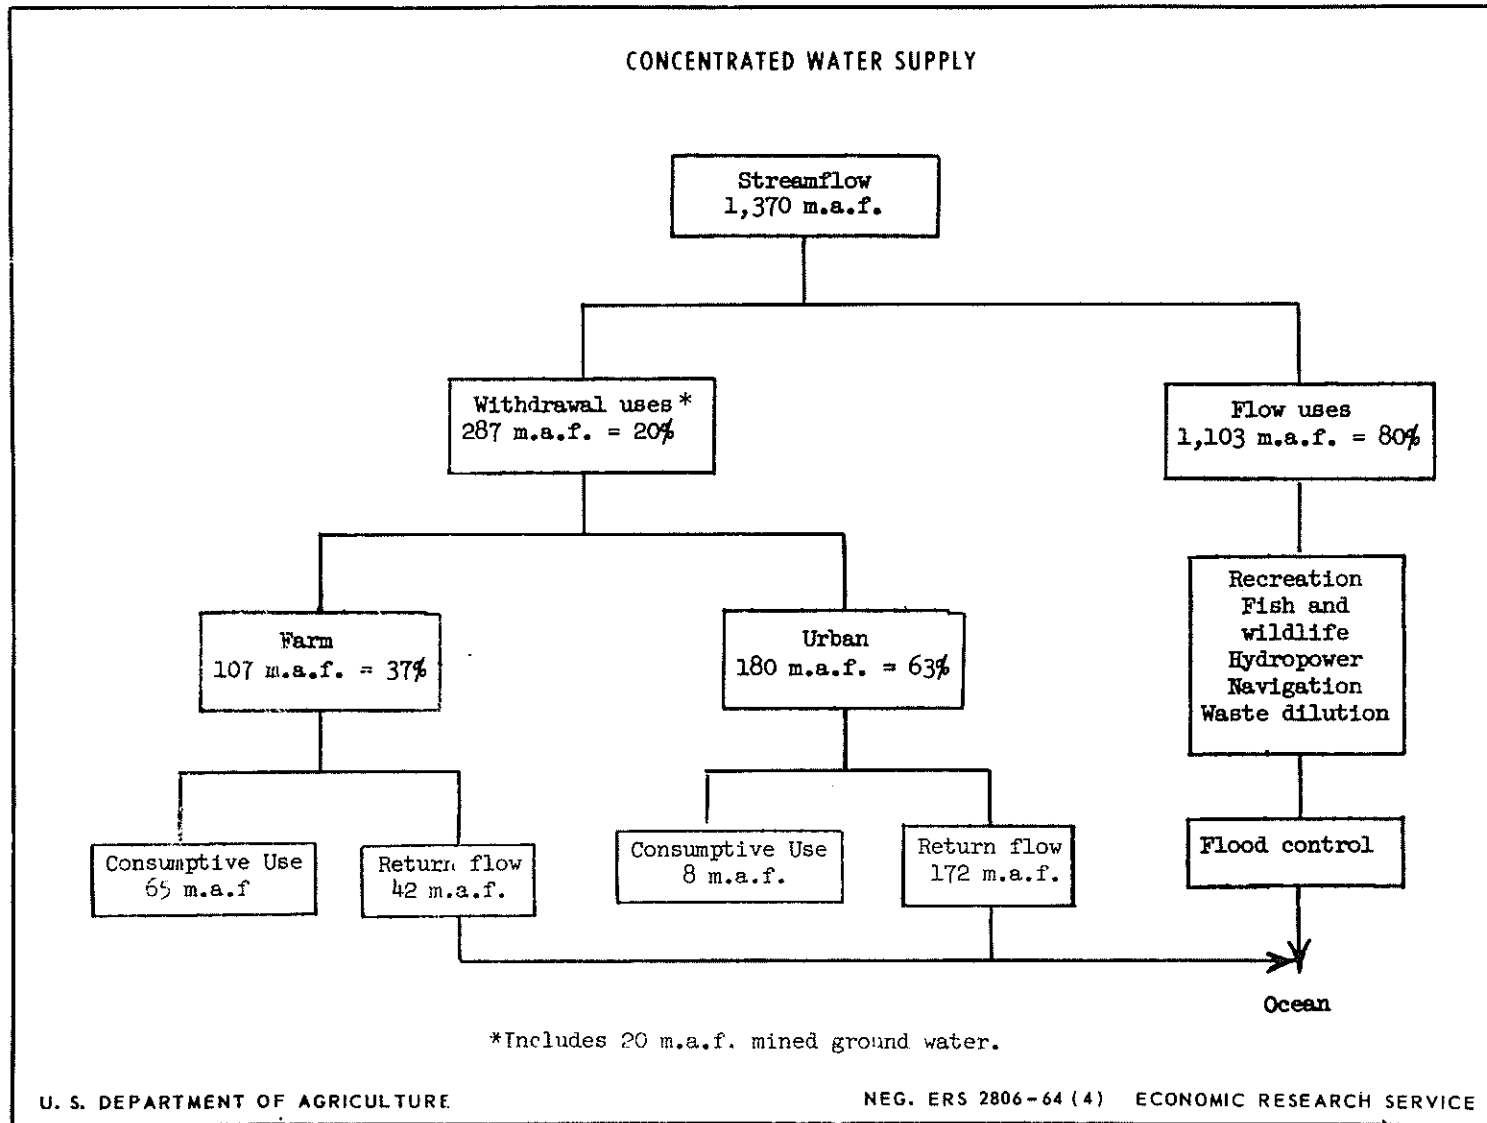 CONCENTRATED WATER SUPPLY
Streamflow
1,370 m.a.f.
Withdrawal uses *
287 m.a.f. = 20%
Flow uses
1,103 m.a.f. = 80%
Farm
107 m.a.f. = 37%
Urban
180 m.a.f. = 63%
Recreation
Fish and
wildlife
Hydropower
Navigation
Waste dilution
Consumptive Use
65 m.a.f
Return flow
42 m.a.f.
Consumptive Use
8 m.a.f.
Return flow
172 m.a.f.
Flood control
Ocean
*Includes 20 m.a.f. mined ground water.
U. S. DEPARTMENT OF AGRICULTURE
NEG. ERS 2806-64 (4) ECONOMIC RESEARCH SERVICE